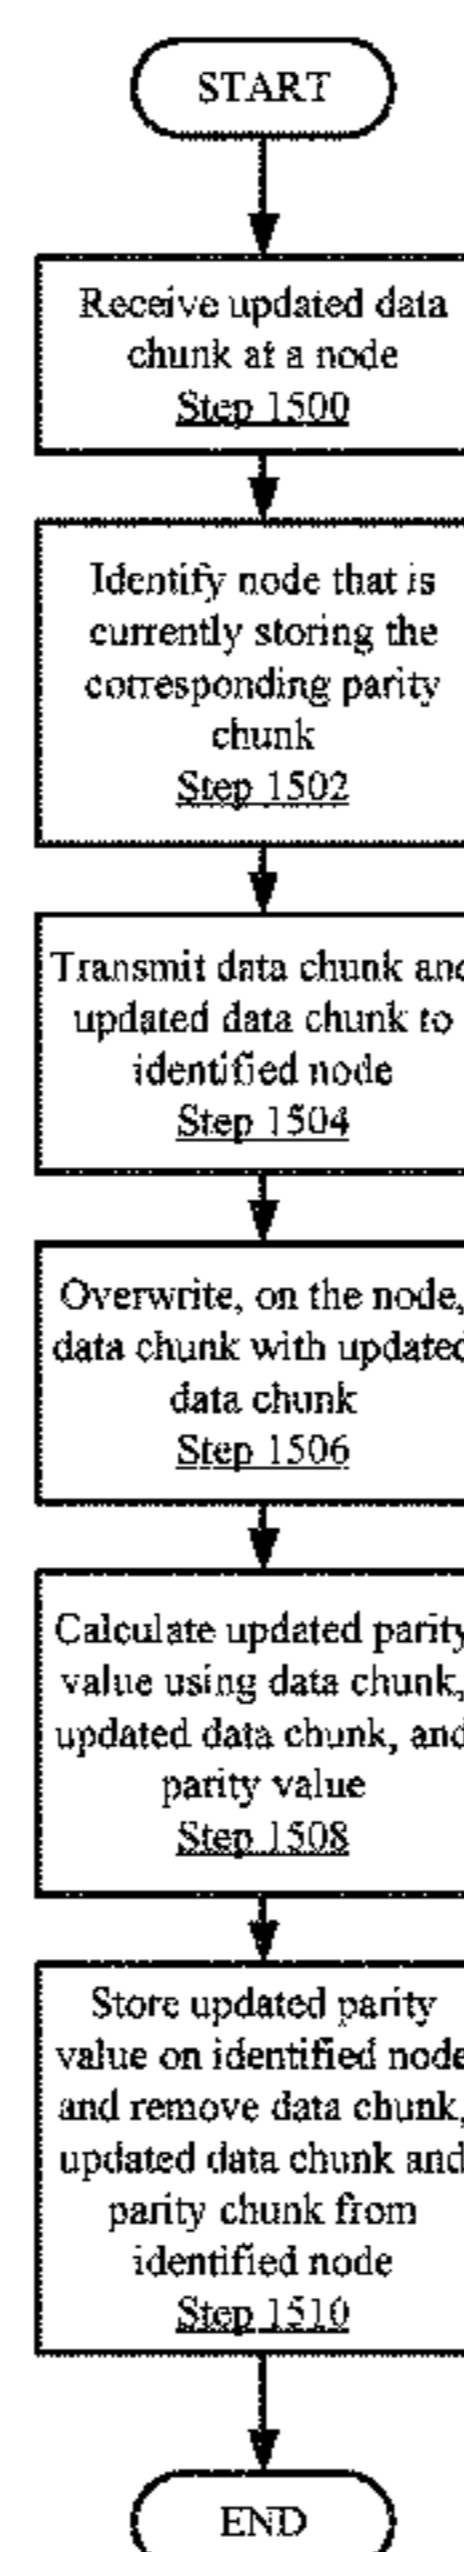 START
Receive updated data
chunk at a node
Step 1500
Identify node that is
currently storing the
corresponding parity
chunk
Step 1502
Transmit data chunk and
updated data chunk to
identified node
Step 1504
Overwrite, on the node,
data chunk with updated
data chunk
Step 1506
Calculate updated parity
value using data chunk,
updated data chunk, and
parity value
Step 1508
Store updated parity
value on identified node
and remove data chunk,
updated data chunk and
parity chunk from
identified node
Step 1510
END